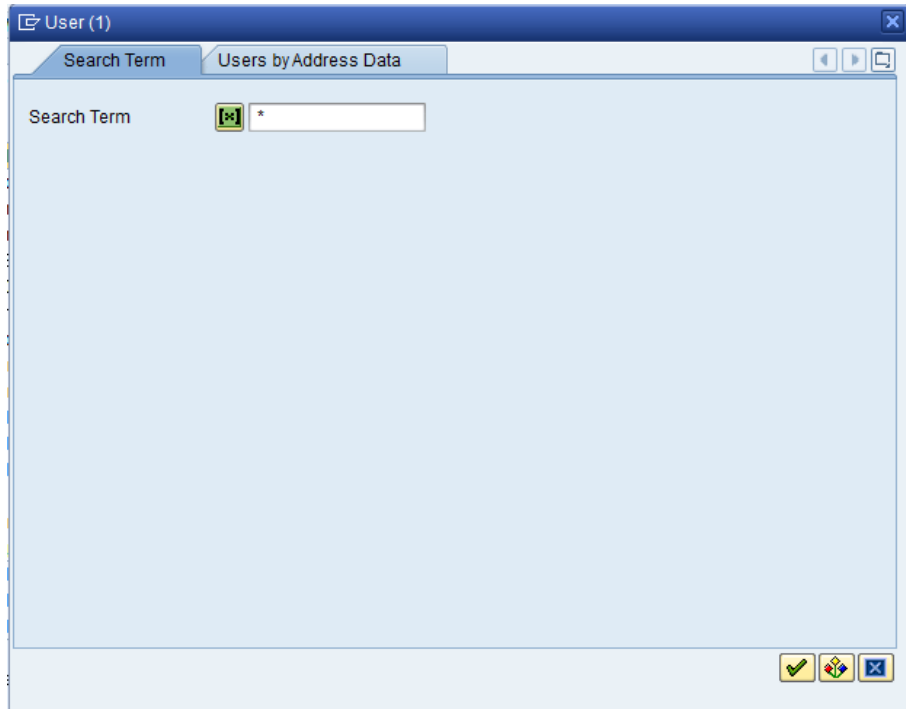 User (1)
Search Term Users by Address Data
Search Term *